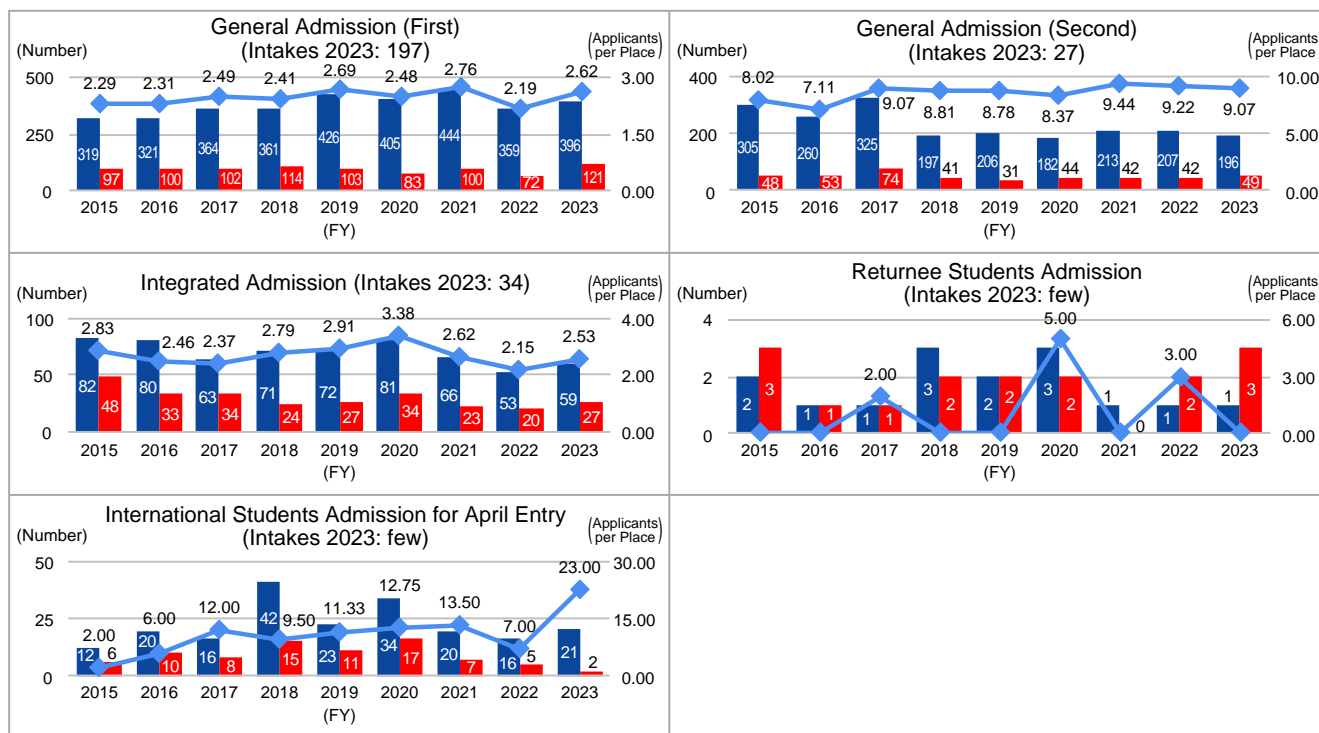 General Admission (First)
(Intakes 2023: 197)
(Number)
(Applicants per Place)
2.29 2.31 2.49 2.41 2.69 2.48 2.76 2.19 2.62
500 3.00
250 1.50
0 0.00
319 321 364 361 426 405 444 359 396
97 100 102 114 103 83 100 72 121
2015 2016 2017 2018 2019 2020 2021 2022 2023
(FY)
General Admission (Second)
(Intakes 2023: 27)
(Number)
(Applicants per Place)
8.02 7.11 9.07 8.81 8.78 8.37 9.44 9.22 9.07
400 10.00
200 5.00
0 0.00
305 260 325 197 206 182 213 207 196
48 53 74 41 31 44 42 42 49
2015 2016 2017 2018 2019 2020 2021 2022 2023
(FY)
Integrated Admission (Intakes 2023: 34)
(Number)
(Applicants per Place)
2.83 2.46 2.37 2.79 2.91 3.38 2.62 2.15 2.53
100 4.00
50 2.00
0 0.00
82 80 63 71 72 81 66 53 59
48 33 34 24 27 34 23 20 27
2015 2016 2017 2018 2019 2020 2021 2022 2023
(FY)
Returnee Students Admission
(Intakes 2023: few)
(Number)
(Applicants per Place)
2.00 5.00 3.00
4 6.00
2 3.00
0 0.00
2 1 1 3 2 3 1 1 1
3 1 1 2 2 2 0 2 3
2015 2016 2017 2018 2019 2020 2021 2022 2023
(FY)
International Students Admission for April Entry
(Intakes 2023: few)
(Number)
(Applicants per Place)
2.00 6.00 12.00 9.50 11.33 12.75 13.50 7.00 23.00
50 30.00
25 15.00
0 0.00
12 20 16 42 23 34 20 16 21
6 10 8 15 11 17 7 5 2
2015 2016 2017 2018 2019 2020 2021 2022 2023
(FY)